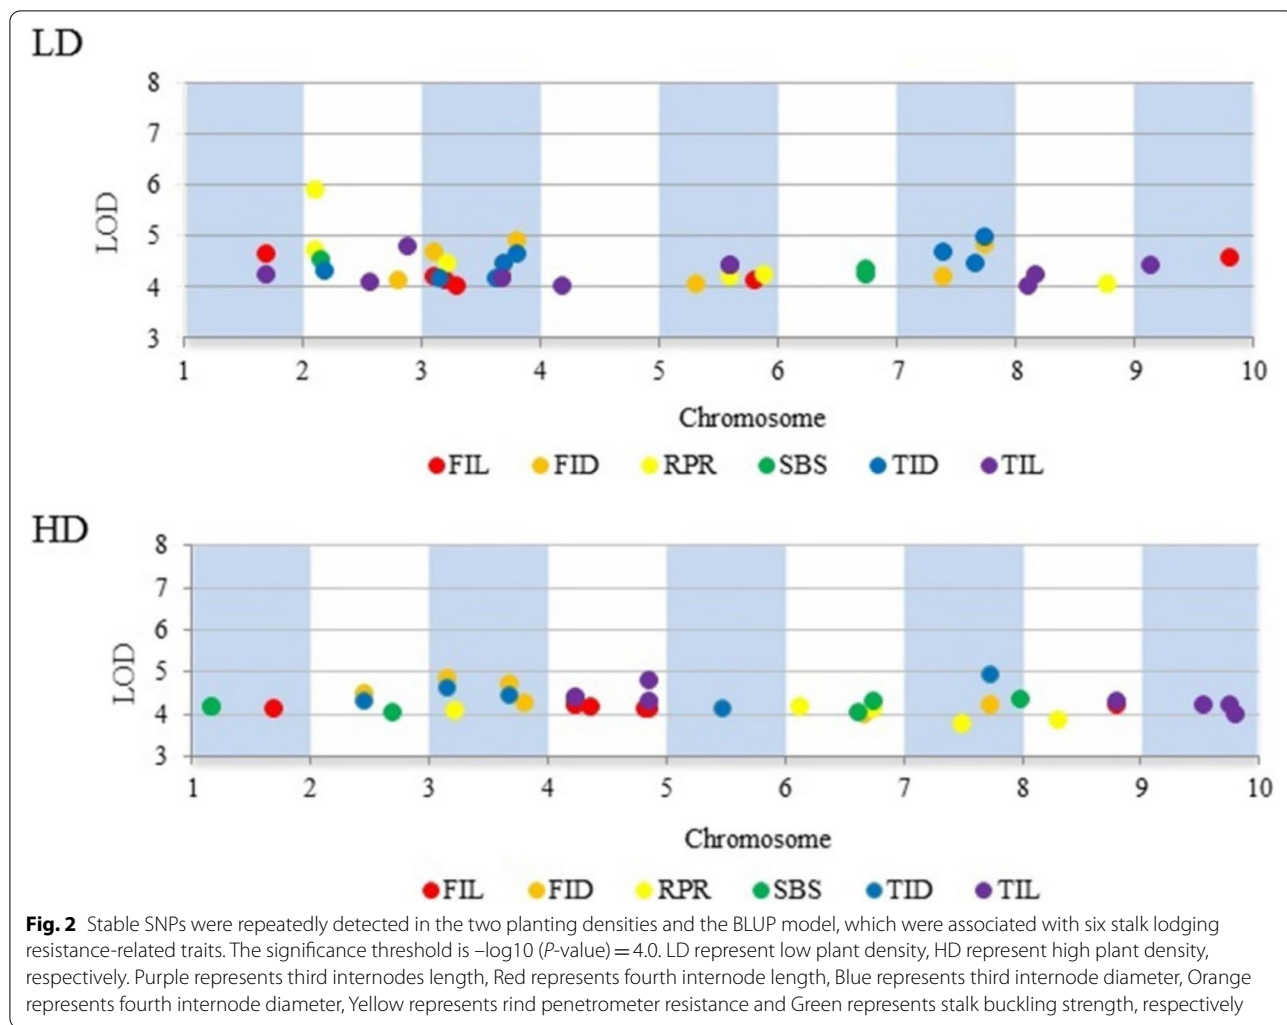 LD
8
7
6
5
4
3
LOD
1 2 3 4 5 6 7 8 9 10
Chromosome
FIL FID RPR SBS TID TIL
HD
8
7
6
5
4
3
LOD
1 2 3 4 5 6 7 8 9 10
Chromosome
FIL FID RPR SBS TID TIL
Fig. 2 Stable SNPs were repeatedly detected in the two planting densities and the BLUP model, which were associated with six stalk lodging
resistance-related traits. The significance threshold is –log10 (P-value) = 4.0. LD represent low plant density, HD represent high plant density,
respectively. Purple represents third internodes length, Red represents fourth internode length, Blue represents third internode diameter, Orange
represents fourth internode diameter, Yellow represents rind penetrometer resistance and Green represents stalk buckling strength, respectively